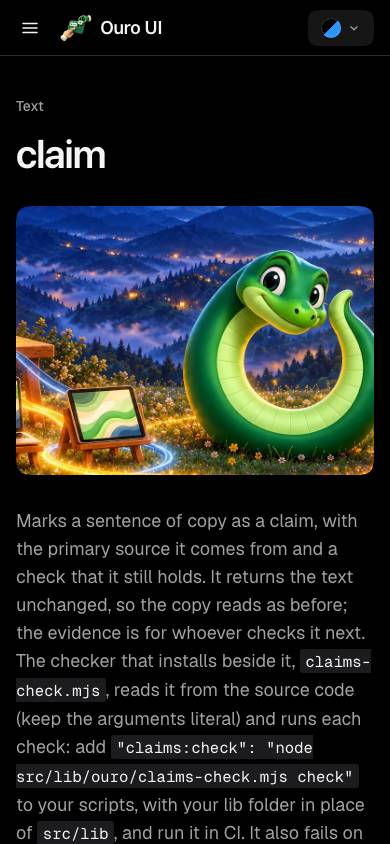 Ouro UI
Text
claim
Marks a sentence of copy as a claim, with
the primary source it comes from and a
check that it still holds. It returns the text
unchanged, so the copy reads as before;
the evidence is for whoever checks it next.
The checker that installs beside it, claims-
check.mjs, reads it from the source code
(keep the arguments literal) and runs each
check: add "claims:check": "node
src/lib/ouro/claims-check.mjs check"
to your scripts, with your lib folder in place
of src/lib, and run it in CI. It also fails on